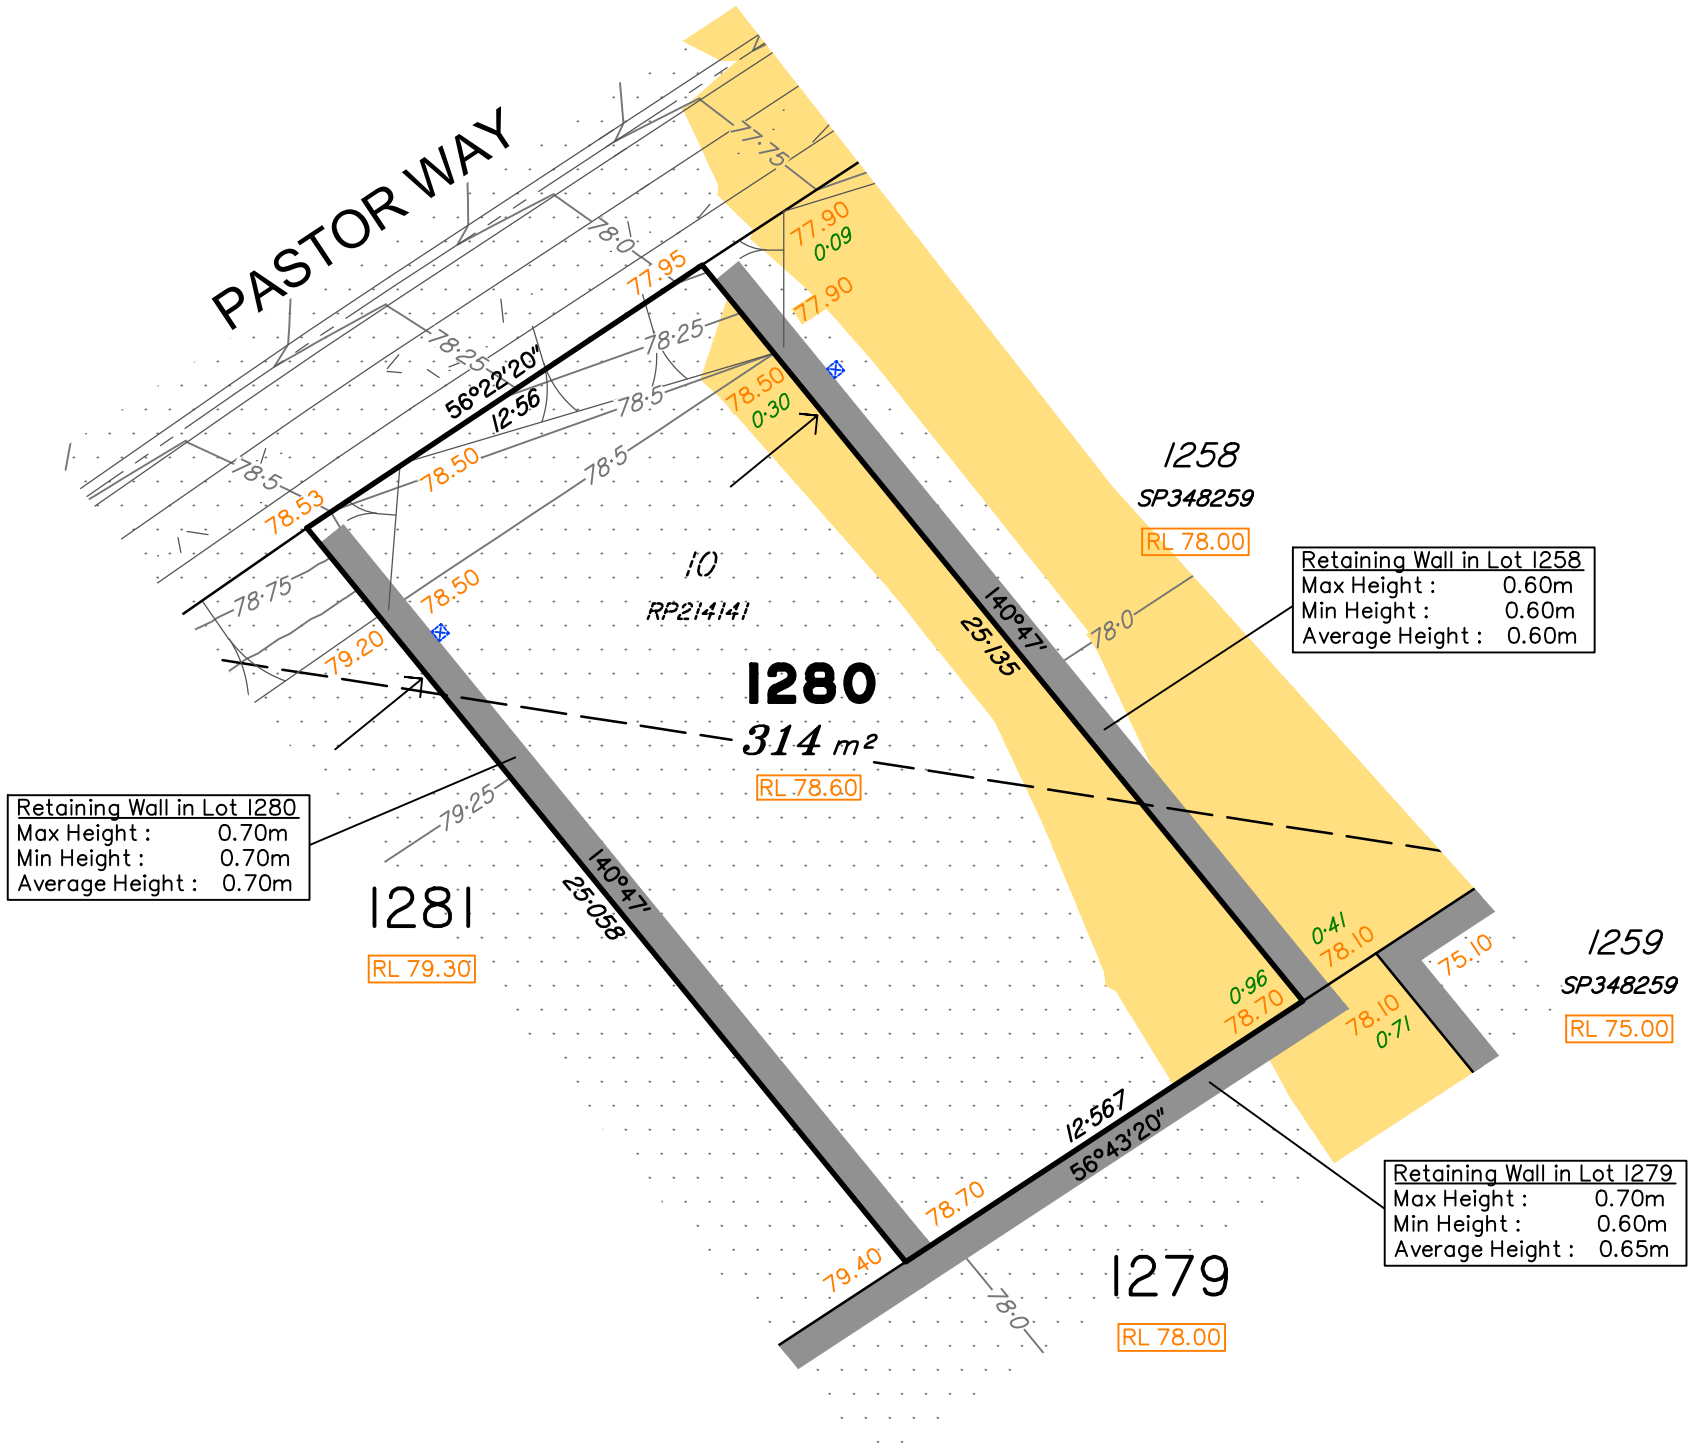 PASTOR WAY
77·75
77.90
0·09
78·0
77.95
77.90
78·25
78·25
56°22'20"
12·56
78.50
0·30
78·5
78·5
78.50
78·5
78.53
1258
SP348259
RL 78.00
Retaining Wall in Lot 1258
Max Height : 0.60m
Min Height : 0.60m
Average Height : 0.60m
10
RP214141
78·75
78.50
79.20
140°47'
25·135
78·0
1280
314 m²
RL 78.60
Retaining Wall in Lot 1280
Max Height : 0.70m
Min Height : 0.70m
Average Height : 0.70m
79·25
1281
RL 79.30
140°47'
25·058
0·41
78.10
75.10
1259
SP348259
RL 75.00
0·96
78.70
78.10
0·71
12·567
56°43'20"
78.70
79.40
Retaining Wall in Lot 1279
Max Height : 0.70m
Min Height : 0.60m
Average Height : 0.65m
1279
RL 78.00
78·0